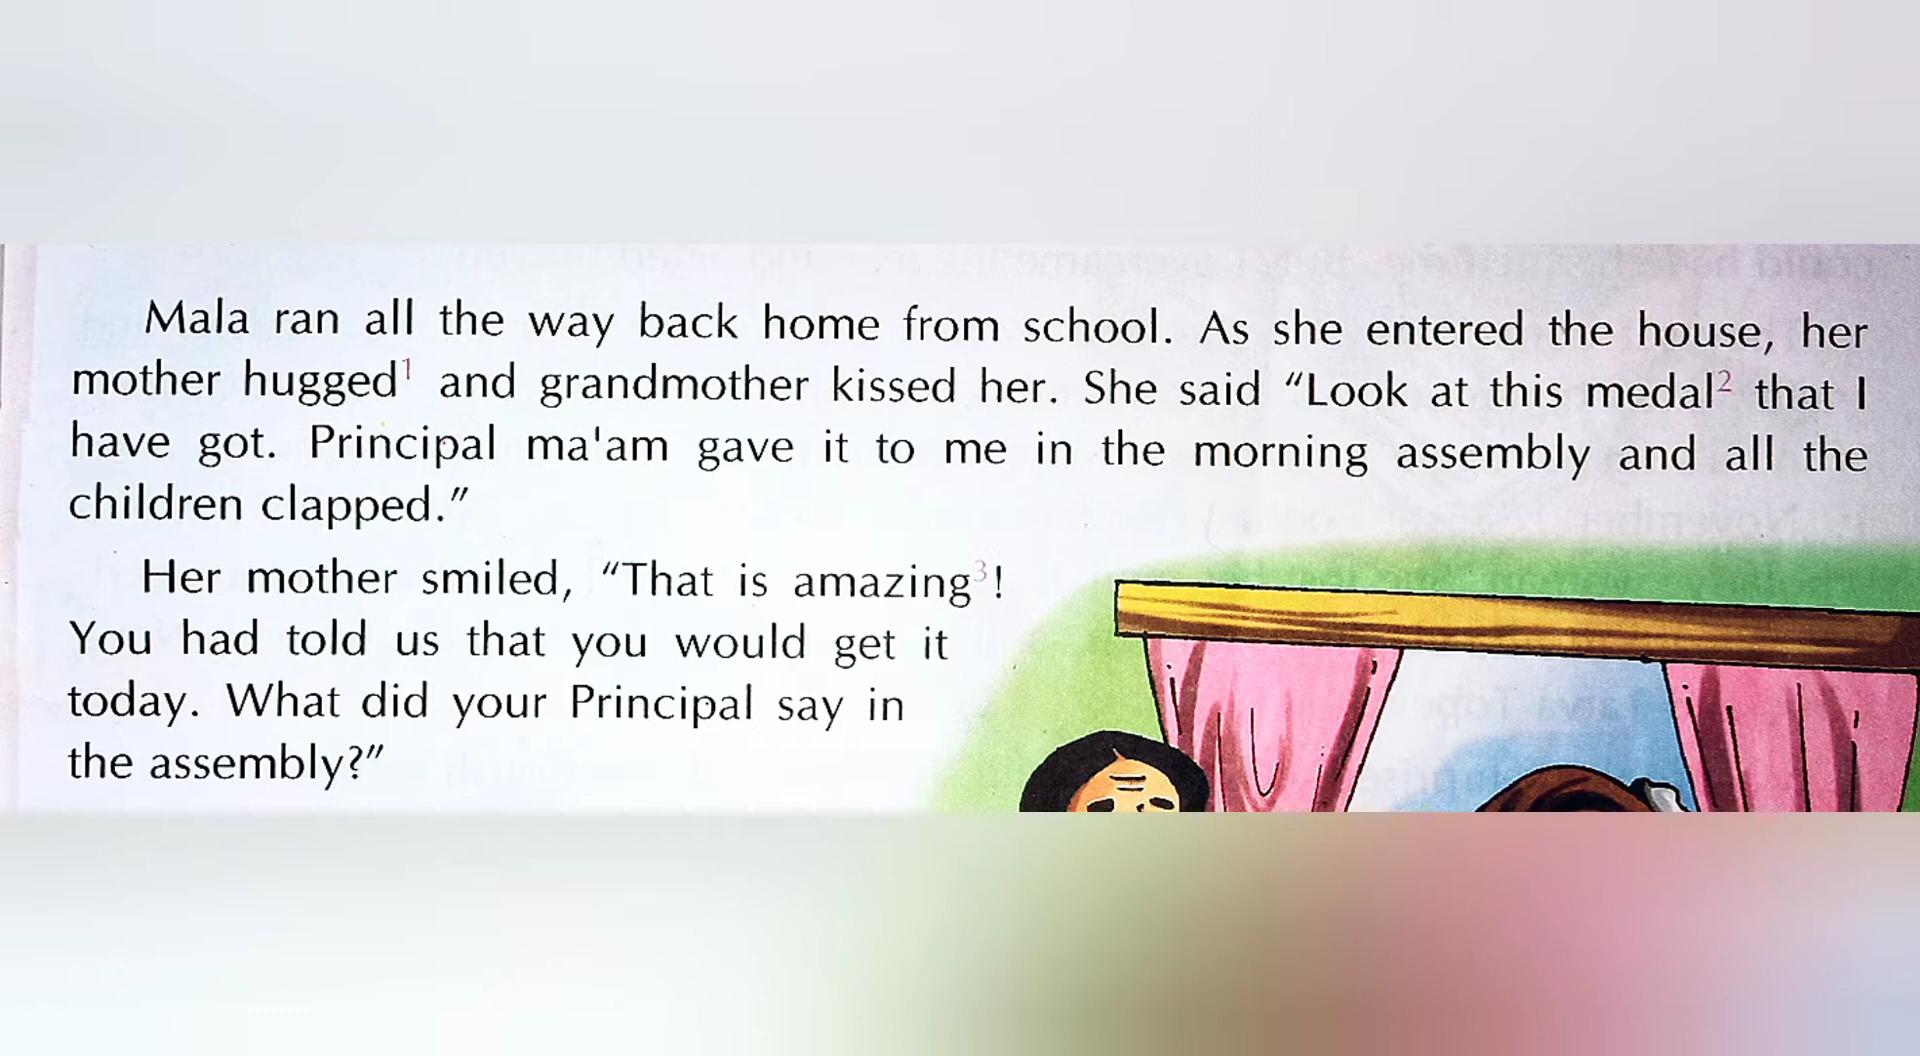 Mala ran all the way back home from school. As she entered the house, her
mother hugged¹ and grandmother kissed her. She said “Look at this medal² that I
have got. Principal ma'am gave it to me in the morning assembly and all the
children clapped.”
Her mother smiled, “That is amazing³!
You had told us that you would get it
today. What did your Principal say in
the assembly?”